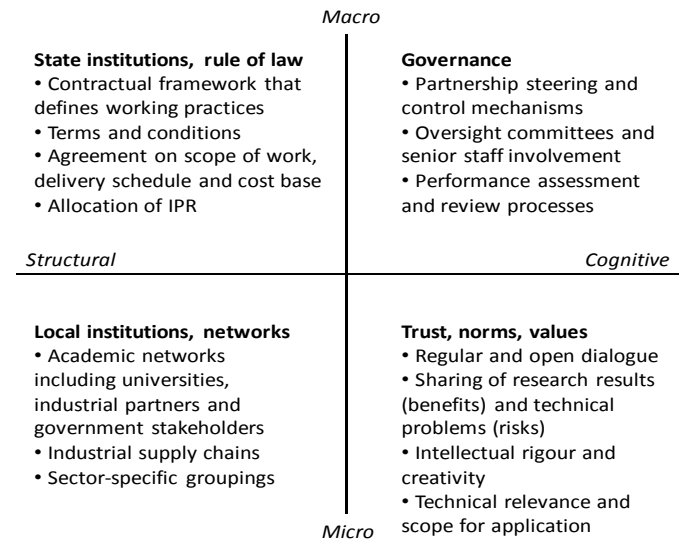 Macro
State institutions, rule of law
• Contractual framework that
defines working practices
• Terms and conditions
• Agreement on scope of work,
delivery schedule and cost base
• Allocation of IPR
Governance
• Partnership steering and
control mechanisms
• Oversight committees and
senior staff involvement
• Performance assessment
and review processes
Structural
Cognitive
Local institutions, networks
• Academic networks
including universities,
industrial partners and
government stakeholders
• Industrial supply chains
• Sector-specific groupings
Trust, norms, values
• Regular and open dialogue
• Sharing of research results
(benefits) and technical
problems (risks)
• Intellectual rigour and
creativity
• Technical relevance and
scope for application
Micro